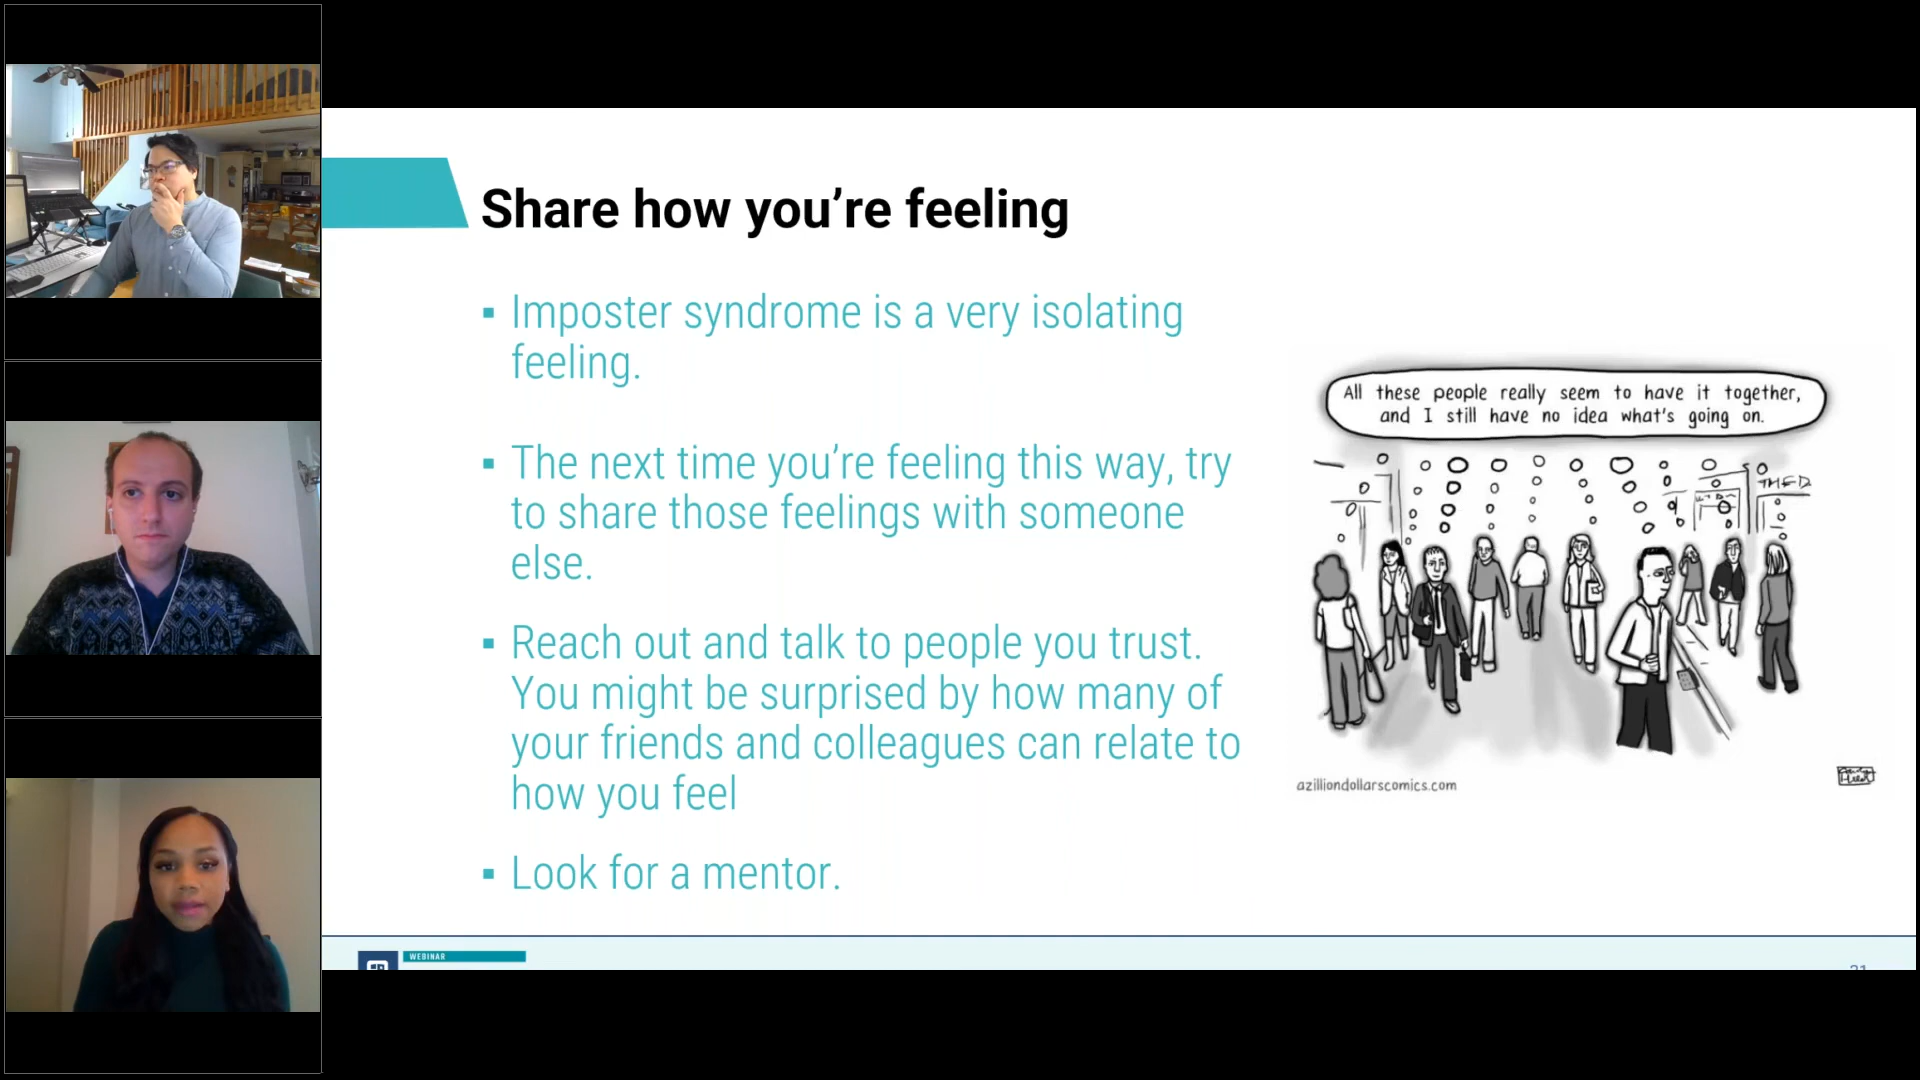 Share how you’re feeling
▪ Imposter syndrome is a very isolating
feeling.
▪ The next time you’re feeling this way, try
to share those feelings with someone
else.
▪ Reach out and talk to people you trust.
You might be surprised by how many of
your friends and colleagues can relate to
how you feel
▪ Look for a mentor.
All these people really seem to have it together,
and I still have no idea what's going on.
azilliondollarscomics.com
WEBINAR